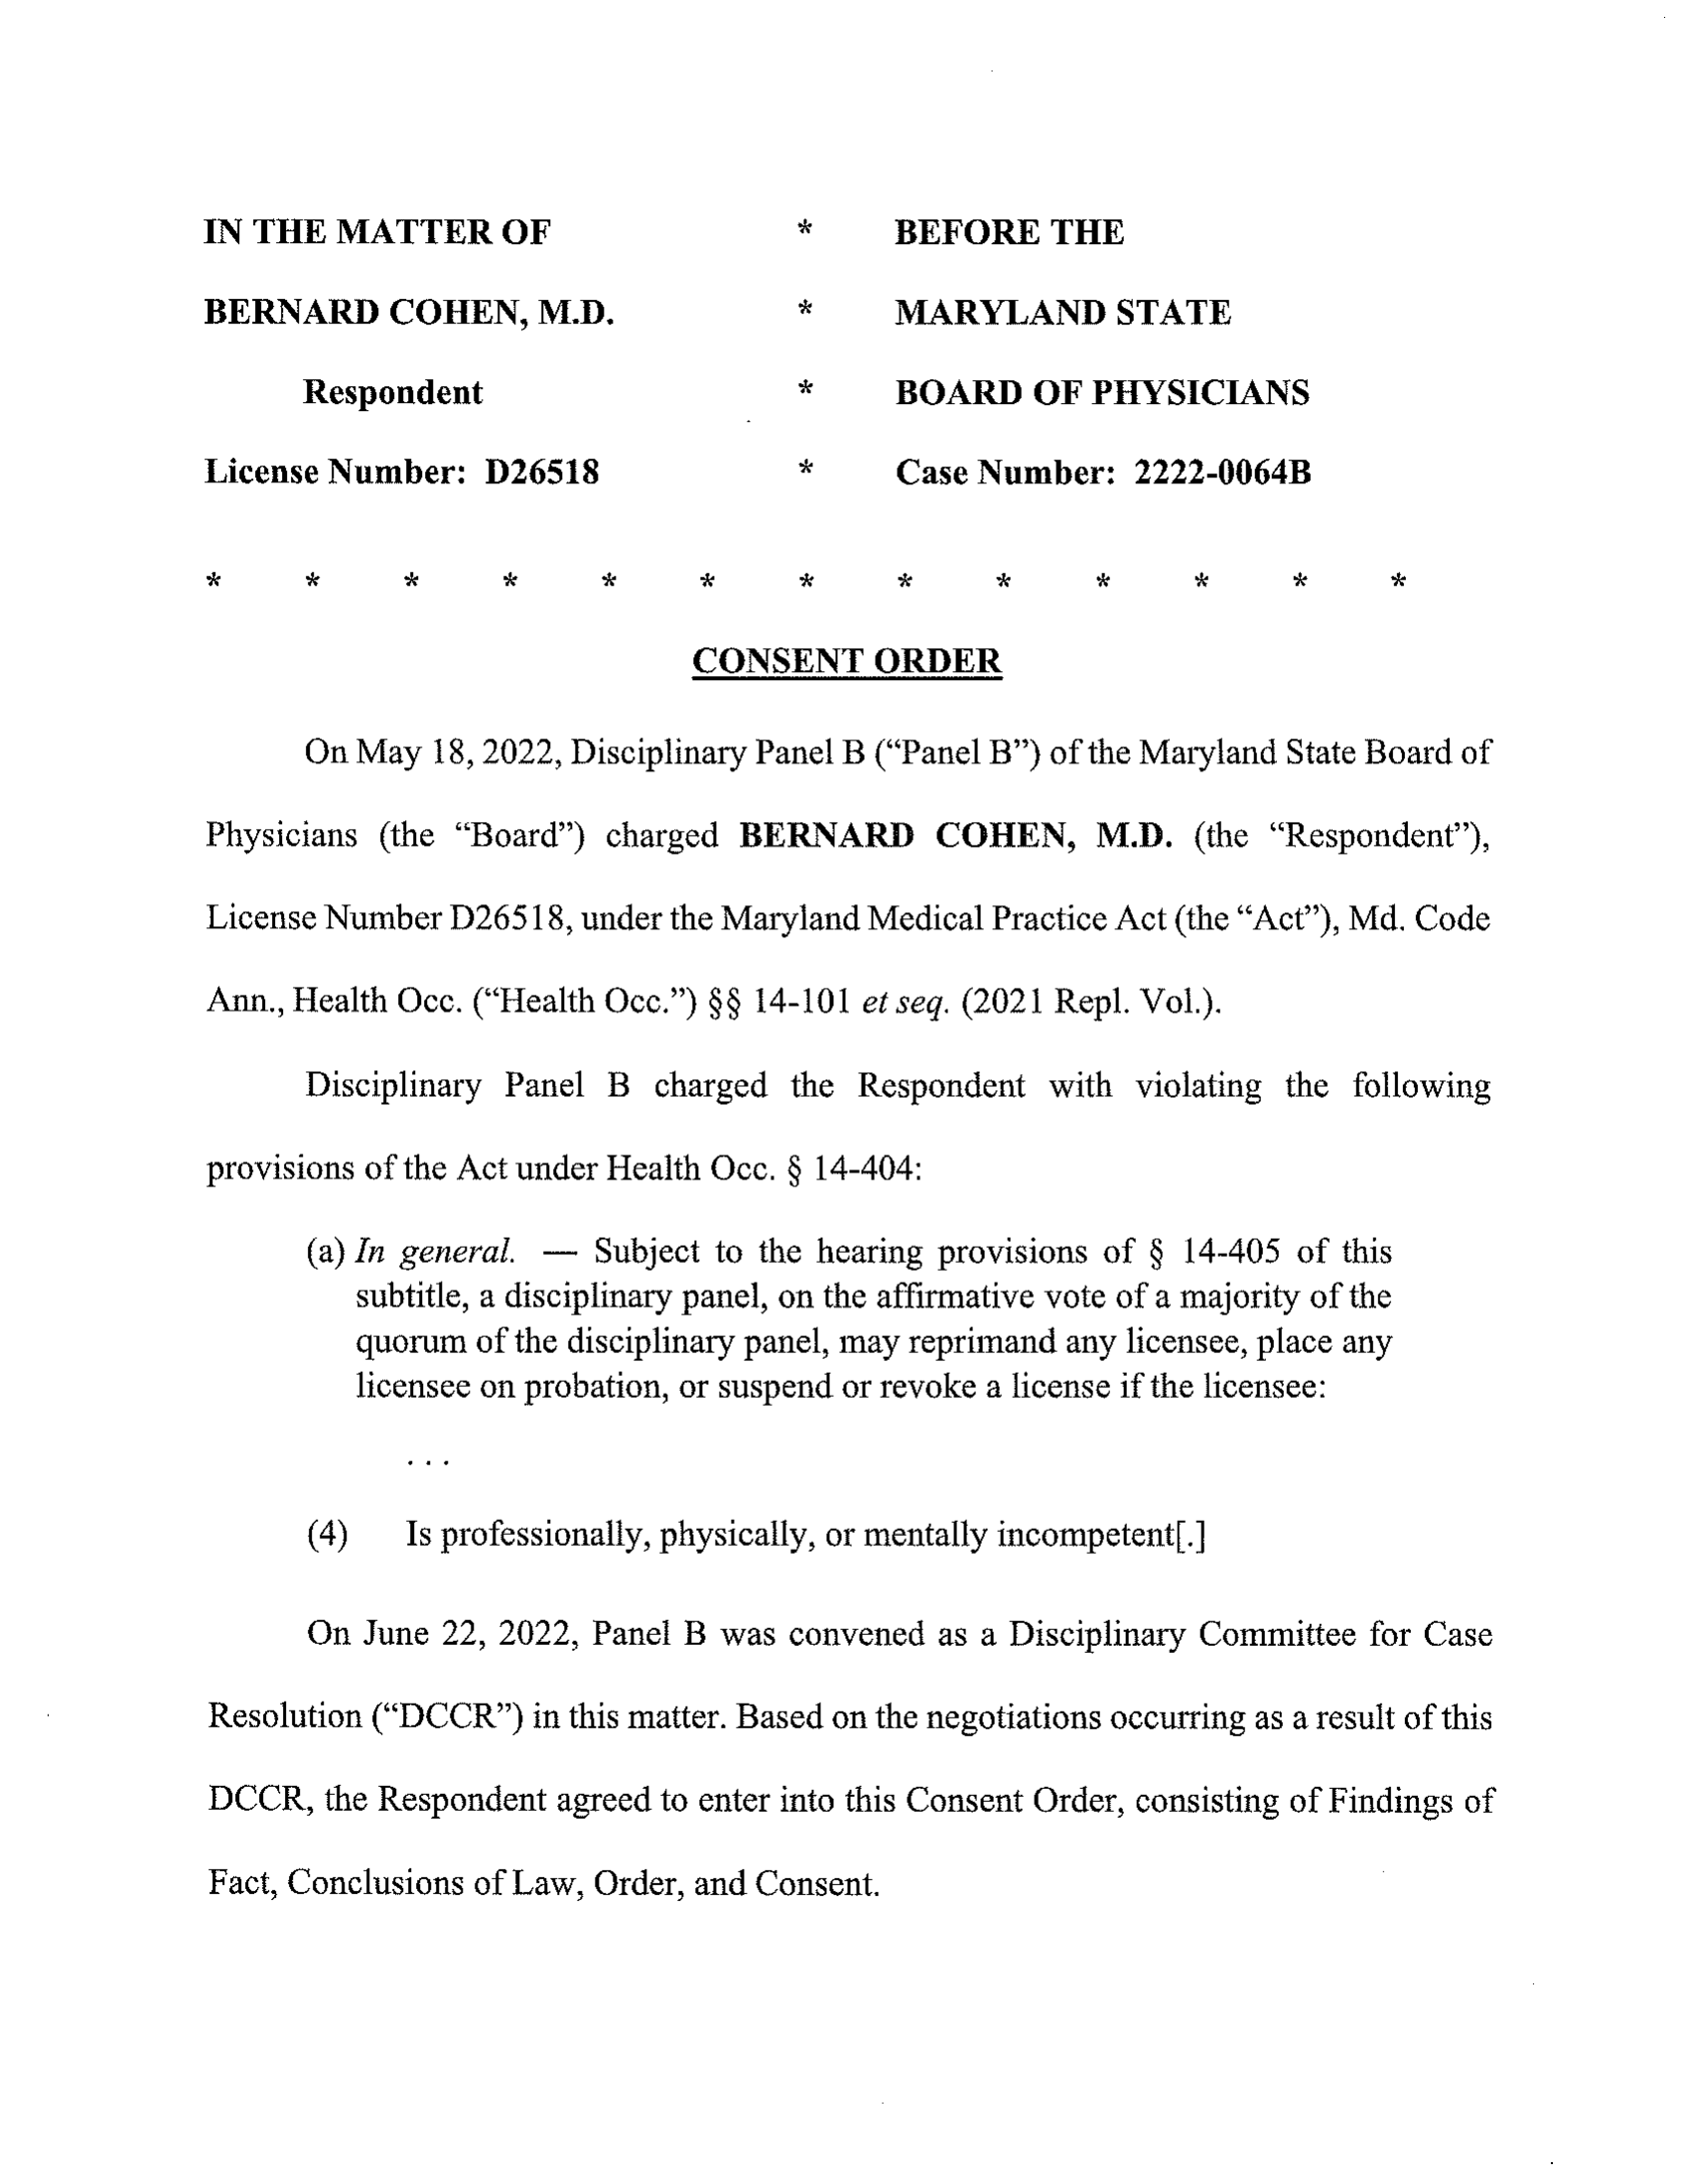 IN THE MATTER OF * BEFORE THE
BERNARD COHEN, M.D. * MARYLAND STATE
Respondent * BOARD OF PHYSICIANS
License Number: D26518 * Case Number: 2222-0064B
* * * * * * * * * * * * *
CONSENT ORDER
On May 18, 2022, Disciplinary Panel B (“Panel B”) of the Maryland State Board of
Physicians (the “Board”) charged BERNARD COHEN, M.D. (the “Respondent”),
License Number D26518, under the Maryland Medical Practice Act (the “Act”), Md. Code
Ann., Health Occ. (“Health Occ.”) §§ 14-101 et seq. (2021 Repl. Vol.).
Disciplinary Panel B charged the Respondent with violating the following
provisions of the Act under Health Occ. § 14-404:
(a) In general. — Subject to the hearing provisions of § 14-405 of this
subtitle, a disciplinary panel, on the affirmative vote of a majority of the
quorum of the disciplinary panel, may reprimand any licensee, place any
licensee on probation, or suspend or revoke a license if the licensee:
. . .
(4) Is professionally, physically, or mentally incompetent[.]
On June 22, 2022, Panel B was convened as a Disciplinary Committee for Case
Resolution (“DCCR”) in this matter. Based on the negotiations occurring as a result of this
DCCR, the Respondent agreed to enter into this Consent Order, consisting of Findings of
Fact, Conclusions of Law, Order, and Consent.